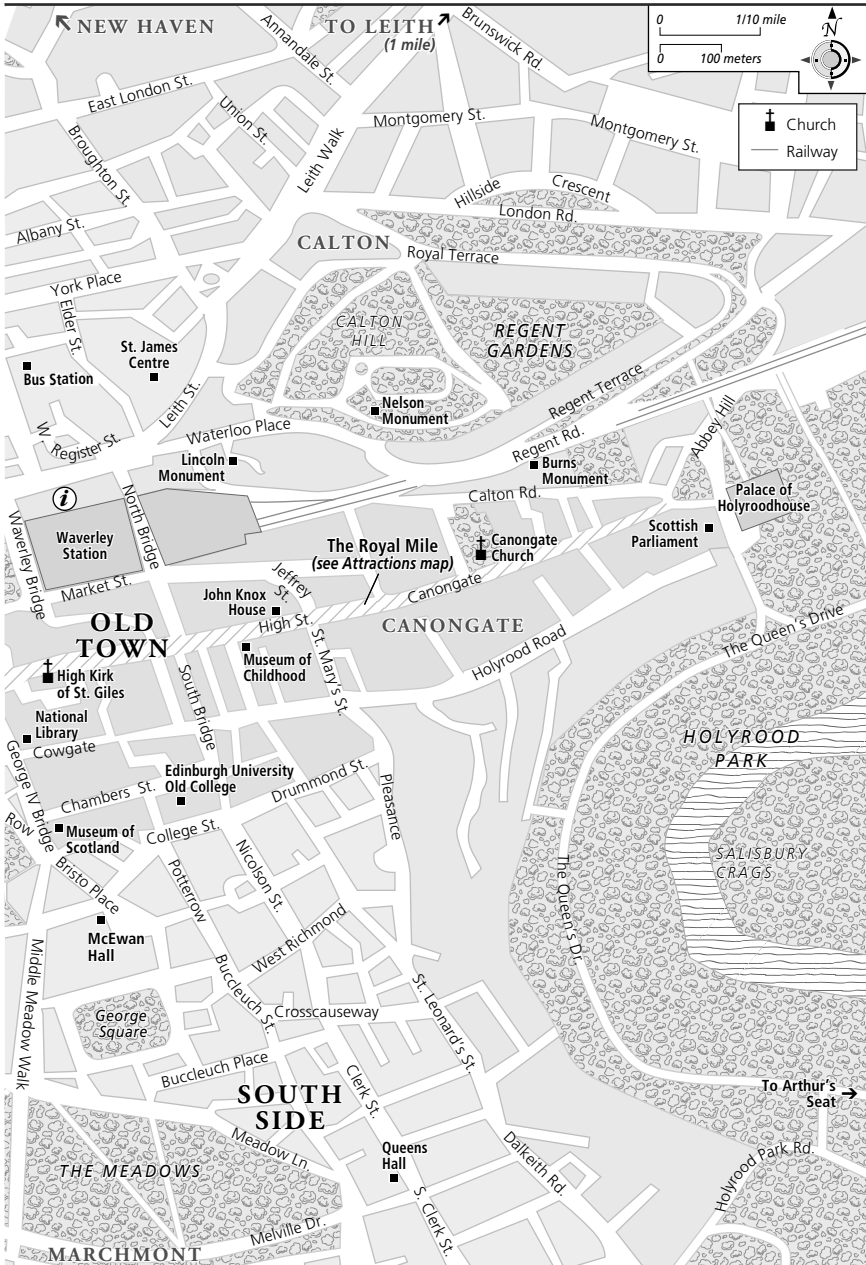 NEW HAVEN
TO LEITH
(1 mile)
Annandale St.
Brunswick Rd.
0 1/10 mile
0 100 meters
N
Church
Railway
East London St.
Union St.
Broughton St.
Leith Walk
Montgomery St.
Montgomery St.
Hillside
Crescent
London Rd.
Albany St.
CALTON
Royal Terrace
York Place
Elder St.
CALTON
HILL
REGENT
GARDENS
St. James
Centre
Bus Station
Leith St.
Nelson
Monument
Regent Terrace
W Register St.
Waterloo Place
Regent Rd.
Abbey Hill
Lincoln
Monument
Burns
Monument
Calton Rd.
Palace of
Holyroodhouse
i
Waverley Bridge
Waverley
Station
North Bridge
Scottish
Parliament
Canongate
Church
The Royal Mile
(see Attractions map)
Market St.
Jeffrey
St.
John Knox
House
Canongate
OLD
TOWN
High St.
CANONGATE
Holyrood Road
The Queen's Drive
Museum of
Childhood
St. Mary's St.
High Kirk
of St. Giles
South Bridge
National
Library
Cowgate
HOLYROOD
PARK
George IV Bridge
Edinburgh University
Old College
Drummond St.
Chambers St.
Pleasance
Row
Museum of
Scotland
College St.
Nicolson St.
SALISBURY
CRAGS
Bristo Place
Potterrow
The Queen's Dr.
McEwan
Hall
West Richmond
Middle Meadow Walk
Buccleuch St.
St. Leonard's St.
George
Square
Crosscauseway
Buccleuch Place
Clerk St.
SOUTH
SIDE
To Arthur's
Seat
Meadow Ln.
Queens
Hall
Dalkeith Rd.
THE MEADOWS
Holyrood Park Rd.
S. Clerk St.
Melville Dr.
MARCHMONT